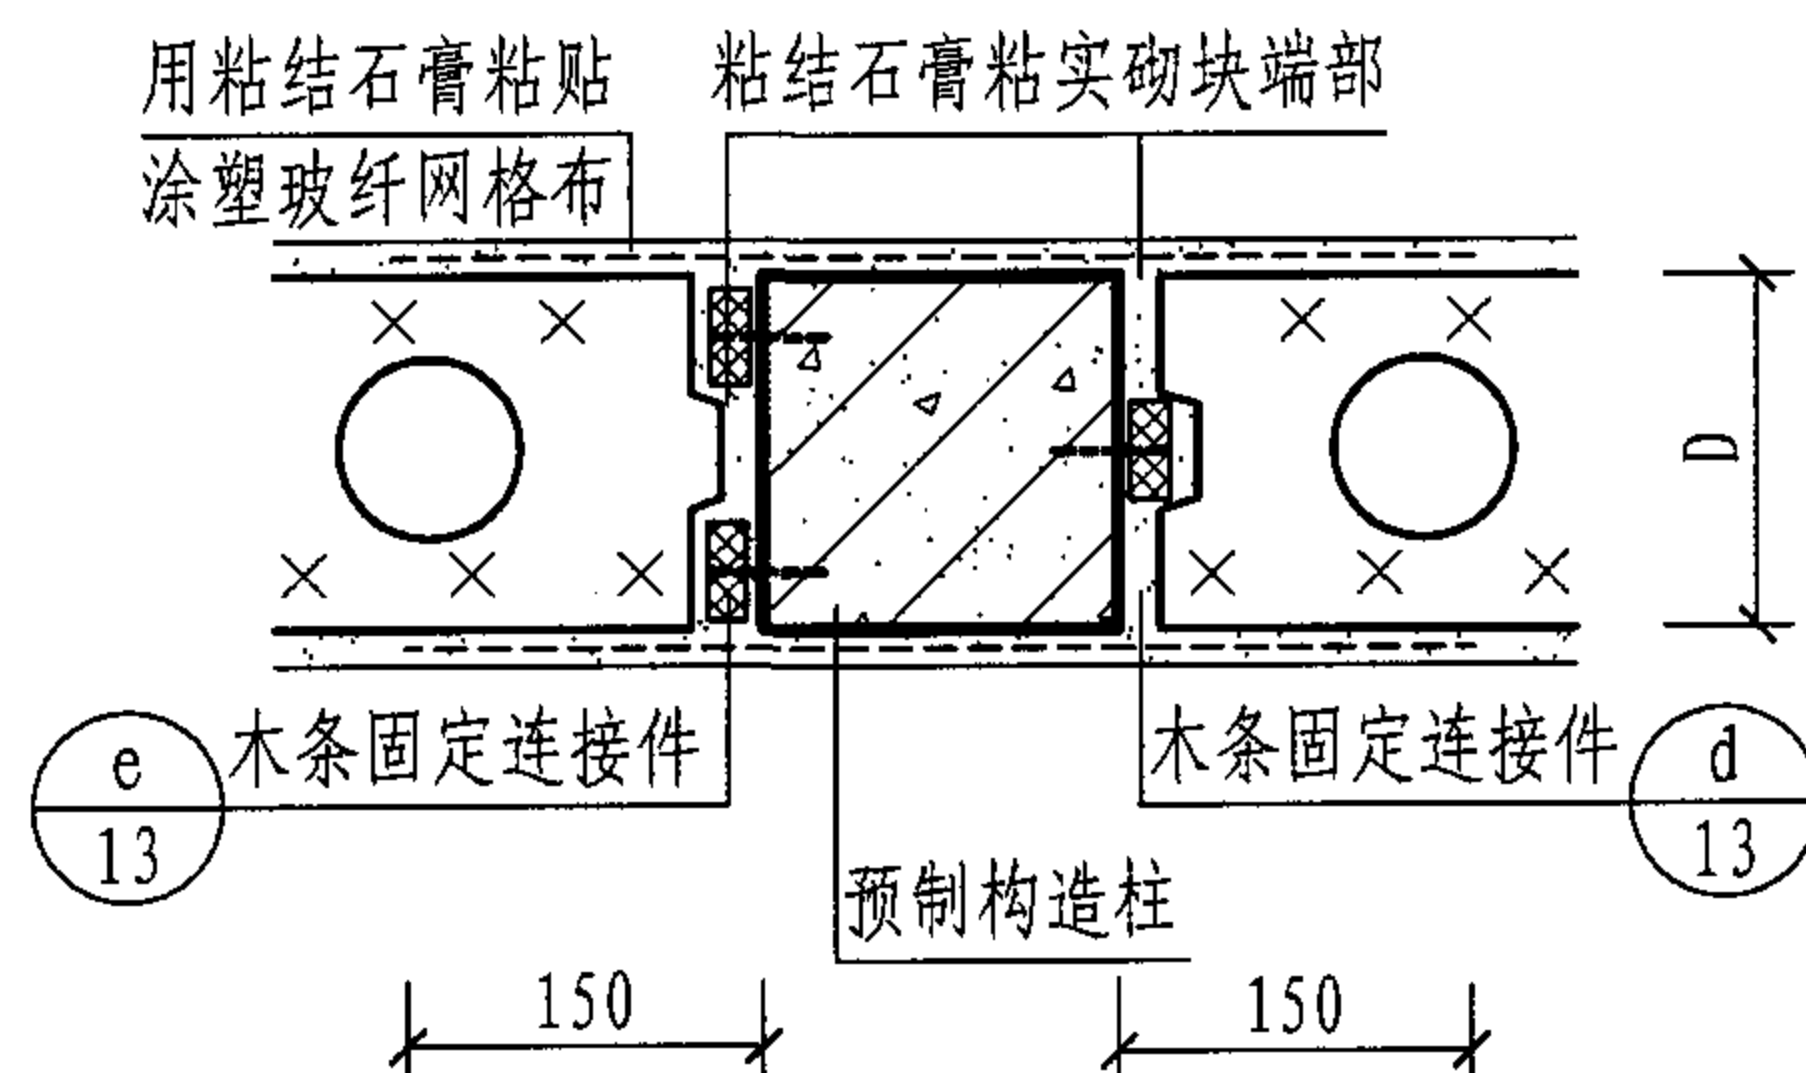 用粘结石膏粘贴
涂塑玻纤网格布
粘结石膏粘实砌块端部
D
e
13
木条固定连接件
木条固定连接件
d
13
预制构造柱
150
150